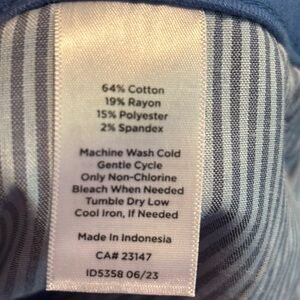 64% Cotton
19% Rayon
15% Polyester
2% Spandex
Machine Wash Cold
Gentle Cycle
Only Non-Chlorine
Bleach When Needed
Tumble Dry Low
Cool Iron, If Needed
Made In Indonesia
CA# 23147
ID5358 06/23